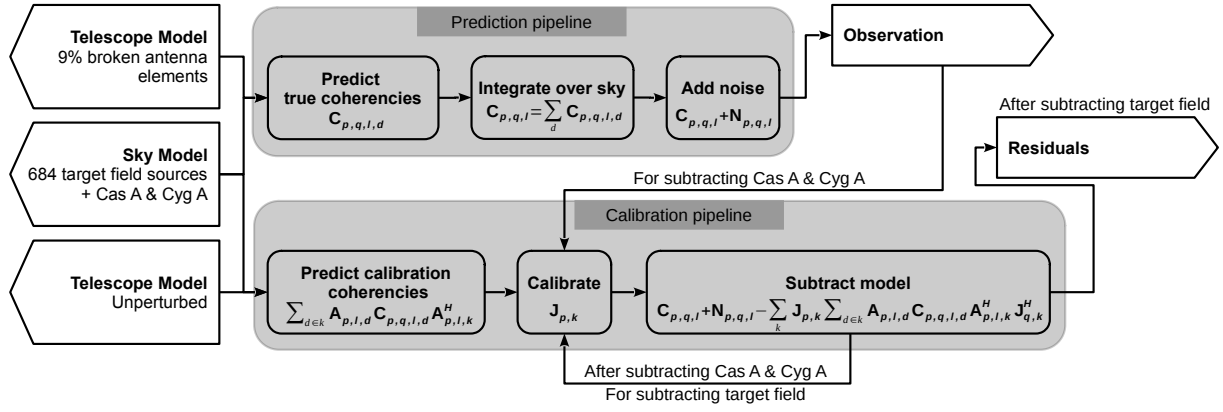 Telescope Model
9% broken antenna
elements
Sky Model
684 target field sources
+ Cas A & Cyg A
Telescope Model
Unperturbed
Prediction pipeline
Predict
true coherencies
C_{p,q,l,d}
Integrate over sky
C_{p,q,l}=∑_d C_{p,q,l,d}
Add noise
C_{p,q,l}+N_{p,q,l}
Observation
For subtracting Cas A & Cyg A
After subtracting target field
Residuals
Calibration pipeline
Predict calibration
coherencies
∑_{d∈k} A_{p,l,d} C_{p,q,l,d} A^H_{p,l,k}
Calibrate
J_{p,k}
Subtract model
C_{p,q,l}+N_{p,q,l}−∑_k J_{p,k} ∑_{d∈k} A_{p,l,d} C_{p,q,l,d} A^H_{p,l,k} J^H_{q,k}
After subtracting Cas A & Cyg A
For subtracting target field